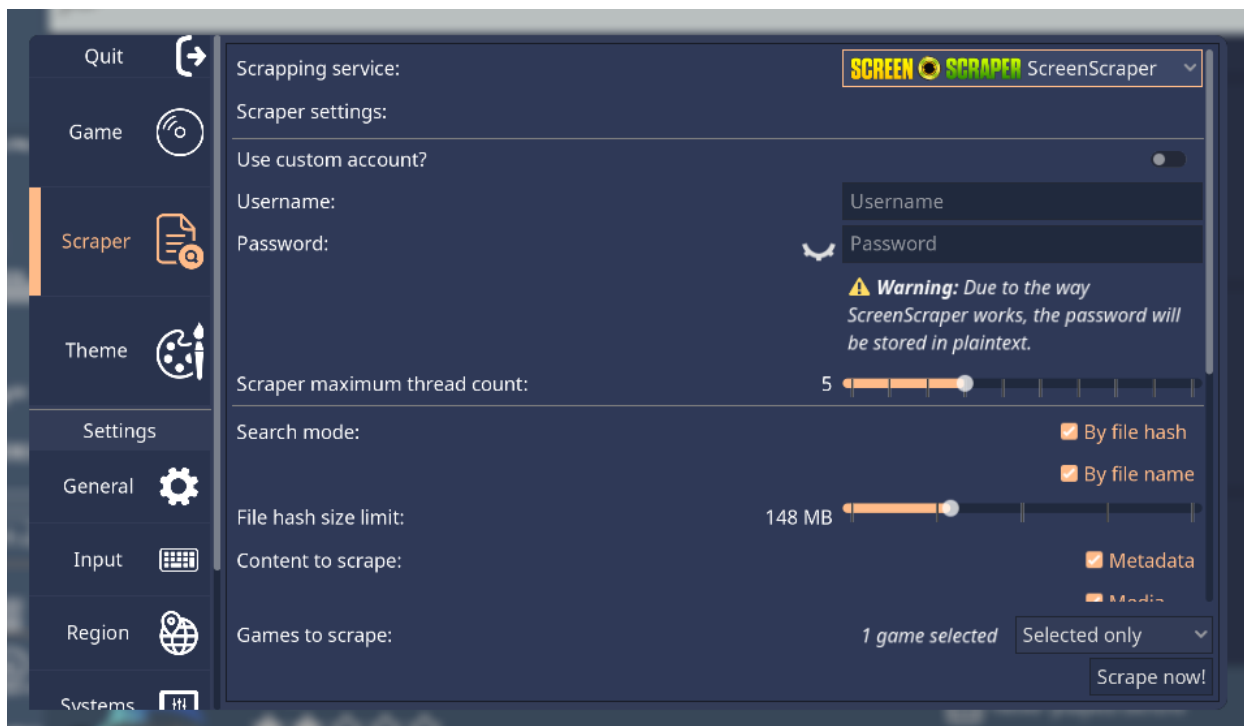 Quit
Game
Scraper
Theme
Settings
General
Input
Region
Systems
Scrapping service:
SCREEN SCRAPER ScreenScraper
Scraper settings:
Use custom account?
Username:
Username
Password:
Password
⚠ Warning: Due to the way
ScreenScraper works, the password will
be stored in plaintext.
Scraper maximum thread count:
5
Search mode:
By file hash
By file name
File hash size limit:
148 MB
Content to scrape:
Metadata
Media
Games to scrape:
1 game selected
Selected only
Scrape now!